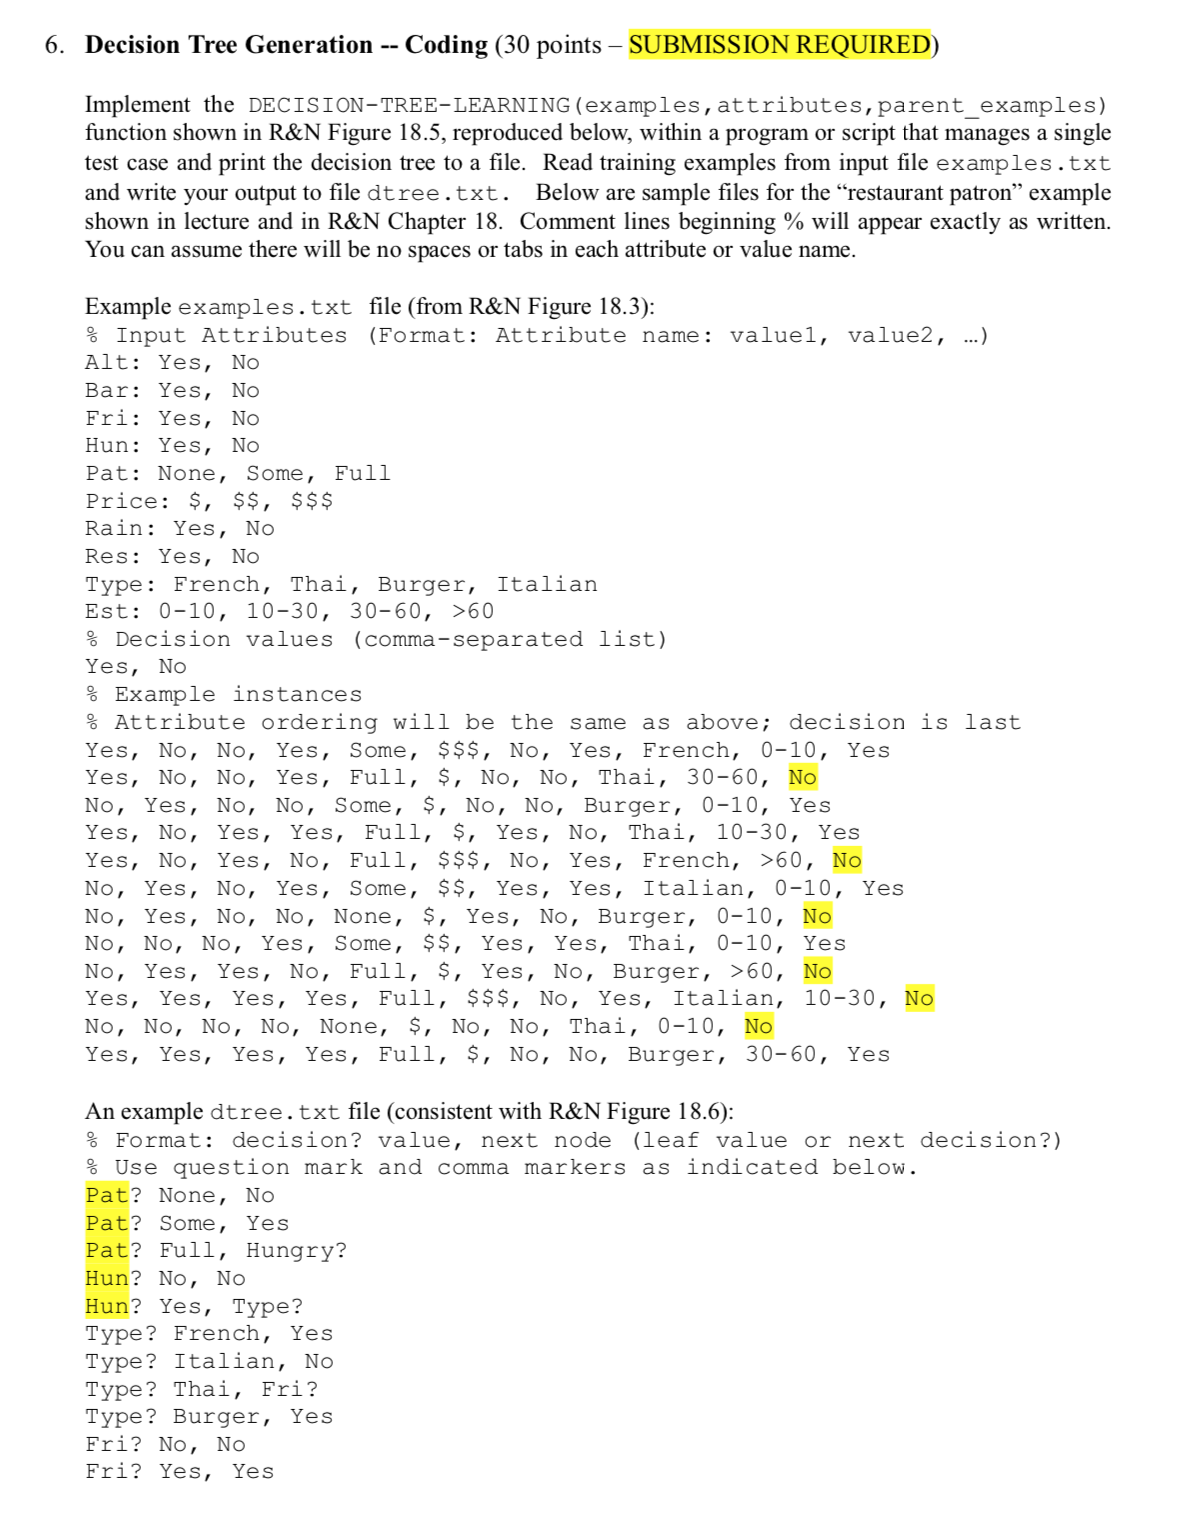 6. Decision Tree Generation -- Coding (30 points – SUBMISSION REQUIRED)
Implement the DECISION-TREE-LEARNING(examples,attributes,parent_examples)
function shown in R&N Figure 18.5, reproduced below, within a program or script that manages a single
test case and print the decision tree to a file. Read training examples from input file examples.txt
and write your output to file dtree.txt. Below are sample files for the “restaurant patron” example
shown in lecture and in R&N Chapter 18. Comment lines beginning % will appear exactly as written.
You can assume there will be no spaces or tabs in each attribute or value name.
Example examples.txt file (from R&N Figure 18.3):
% Input Attributes (Format: Attribute name: value1, value2, …)
Alt: Yes, No
Bar: Yes, No
Fri: Yes, No
Hun: Yes, No
Pat: None, Some, Full
Price: $, $$, $$$
Rain: Yes, No
Res: Yes, No
Type: French, Thai, Burger, Italian
Est: 0-10, 10-30, 30-60, >60
% Decision values (comma-separated list)
Yes, No
% Example instances
% Attribute ordering will be the same as above; decision is last
Yes, No, No, Yes, Some, $$$, No, Yes, French, 0-10, Yes
Yes, No, No, Yes, Full, $, No, No, Thai, 30-60, No
No, Yes, No, No, Some, $, No, No, Burger, 0-10, Yes
Yes, No, Yes, Yes, Full, $, Yes, No, Thai, 10-30, Yes
Yes, No, Yes, No, Full, $$$, No, Yes, French, >60, No
No, Yes, No, Yes, Some, $$, Yes, Yes, Italian, 0-10, Yes
No, Yes, No, No, None, $, Yes, No, Burger, 0-10, No
No, No, No, Yes, Some, $$, Yes, Yes, Thai, 0-10, Yes
No, Yes, Yes, No, Full, $, Yes, No, Burger, >60, No
Yes, Yes, Yes, Yes, Full, $$$, No, Yes, Italian, 10-30, No
No, No, No, No, None, $, No, No, Thai, 0-10, No
Yes, Yes, Yes, Yes, Full, $, No, No, Burger, 30-60, Yes
An example dtree.txt file (consistent with R&N Figure 18.6):
% Format: decision? value, next node (leaf value or next decision?)
% Use question mark and comma markers as indicated below.
Pat? None, No
Pat? Some, Yes
Pat? Full, Hungry?
Hun? No, No
Hun? Yes, Type?
Type? French, Yes
Type? Italian, No
Type? Thai, Fri?
Type? Burger, Yes
Fri? No, No
Fri? Yes, Yes